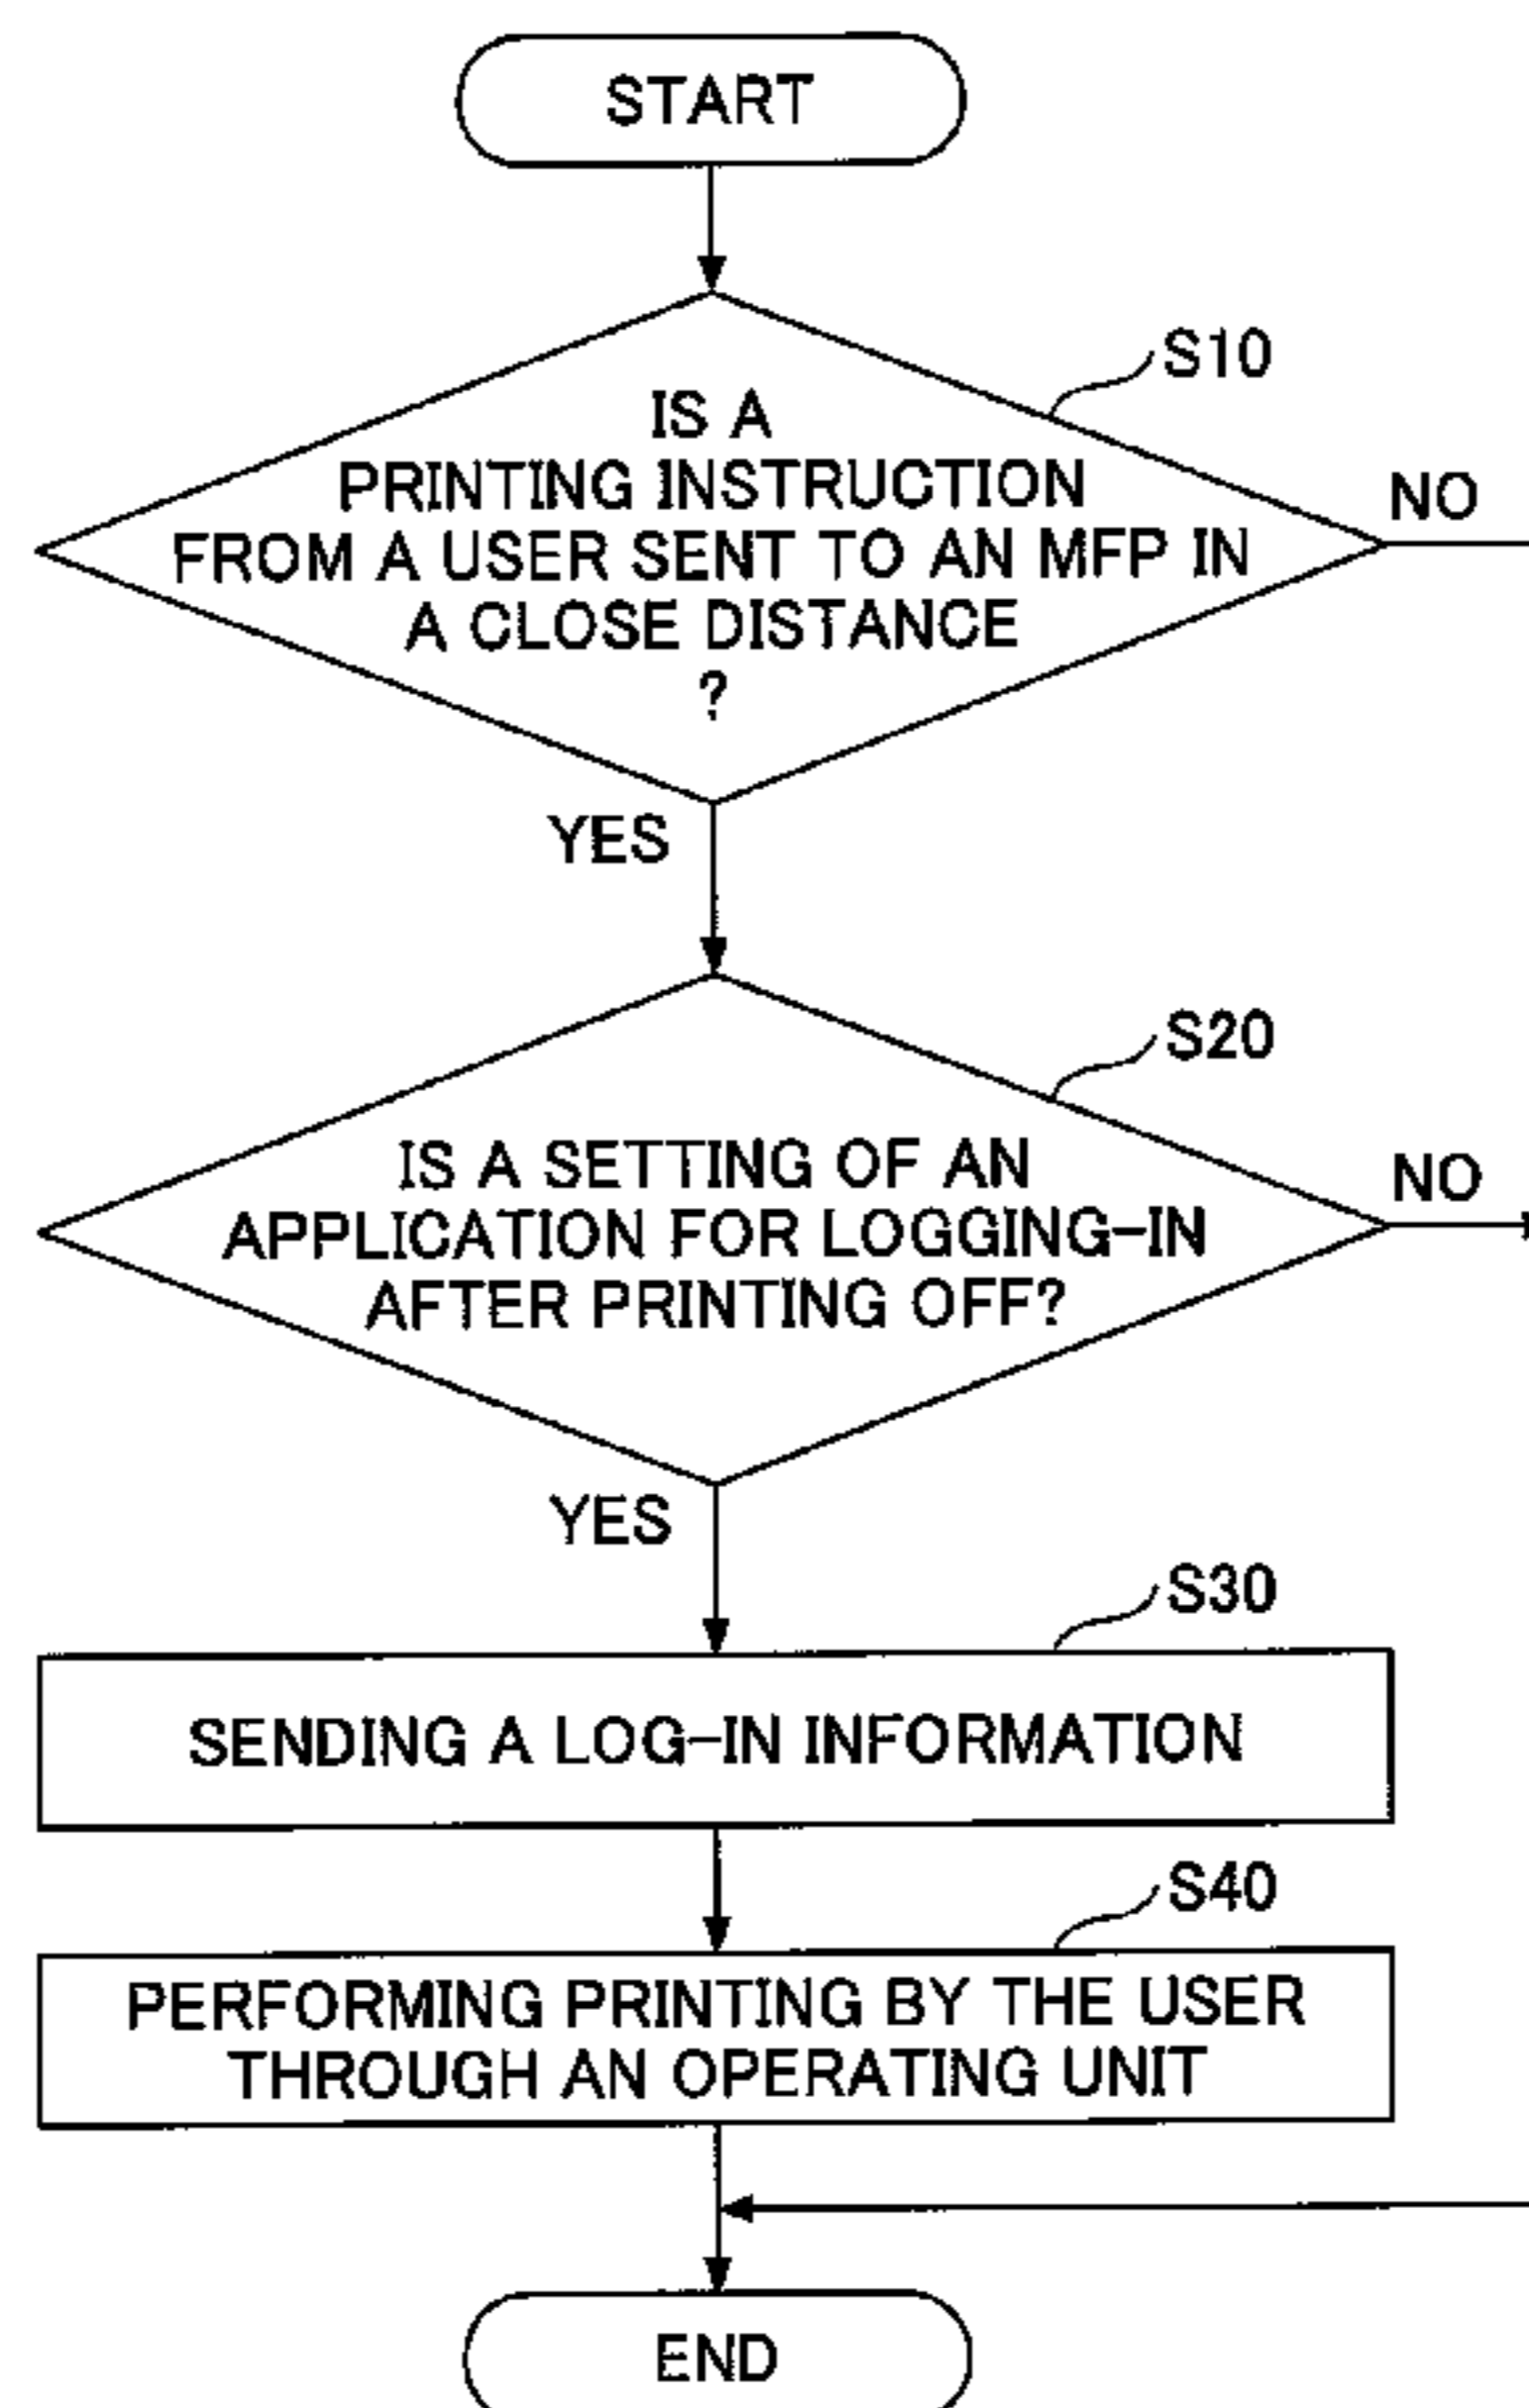 START
S10
IS A
PRINTING INSTRUCTION
FROM A USER SENT TO AN MFP IN
A CLOSE DISTANCE
?
NO
YES
S20
IS A SETTING OF AN
APPLICATION FOR LOGGING-IN
AFTER PRINTING OFF?
NO
YES
S30
SENDING A LOG-IN INFORMATION
S40
PERFORMING PRINTING BY THE USER
THROUGH AN OPERATING UNIT
END